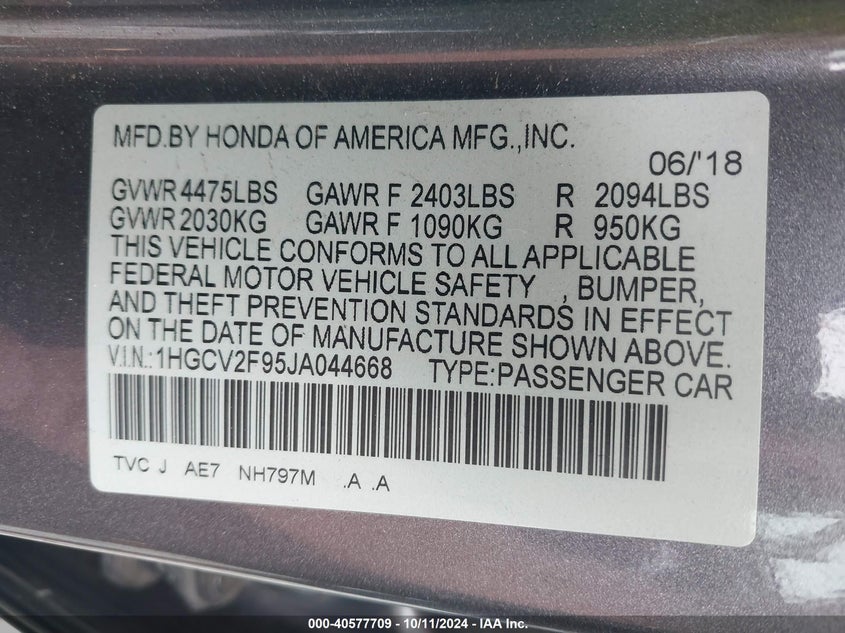 MFD.BY HONDA OF AMERICA MFG.,INC.
06/'18
GVWR 4475LBS GAWR F 2403LBS R 2094LBS
GVWR 2030KG GAWR F 1090KG R 950KG
THIS VEHICLE CONFORMS TO ALL APPLICABLE
FEDERAL MOTOR VEHICLE SAFETY , BUMPER,
AND THEFT PREVENTION STANDARDS IN EFFECT
ON THE DATE OF MANUFACTURE SHOWN ABOVE.
V.I.N.:1HGCV2F95JA044668 TYPE:PASSENGER CAR
TVC J AE7 NH797M .A .A
000-40577709 - 10/11/2024 - IAA Inc.